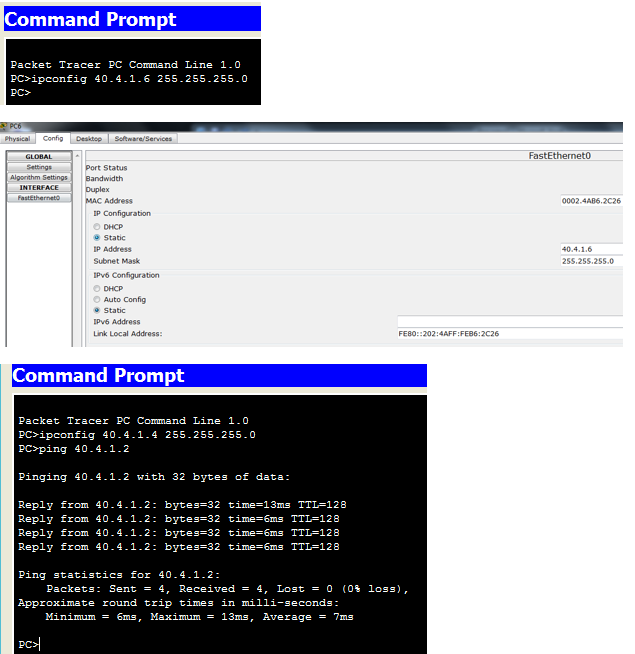 Command Prompt
Packet Tracer PC Command Line 1.0
PC>ipconfig 40.4.1.6 255.255.255.0
PC>
PC6
Physical Config Desktop Software/Services
GLOBAL
Settings
Algorithm Settings
INTERFACE
FastEthernet0
FastEthernet0
Port Status
Bandwidth
Duplex
MAC Address 0002.4AB6.2C26
IP Configuration
DHCP
Static
IP Address 40.4.1.6
Subnet Mask 255.255.255.0
IPv6 Configuration
DHCP
Auto Config
Static
IPv6 Address
Link Local Address: FE80::202:4AFF:FEB6:2C26
Command Prompt
Packet Tracer PC Command Line 1.0
PC>ipconfig 40.4.1.4 255.255.255.0
PC>ping 40.4.1.2
Pinging 40.4.1.2 with 32 bytes of data:
Reply from 40.4.1.2: bytes=32 time=13ms TTL=128
Reply from 40.4.1.2: bytes=32 time=6ms TTL=128
Reply from 40.4.1.2: bytes=32 time=6ms TTL=128
Reply from 40.4.1.2: bytes=32 time=6ms TTL=128
Ping statistics for 40.4.1.2:
Packets: Sent = 4, Received = 4, Lost = 0 (0% loss),
Approximate round trip times in milli-seconds:
Minimum = 6ms, Maximum = 13ms, Average = 7ms
PC>